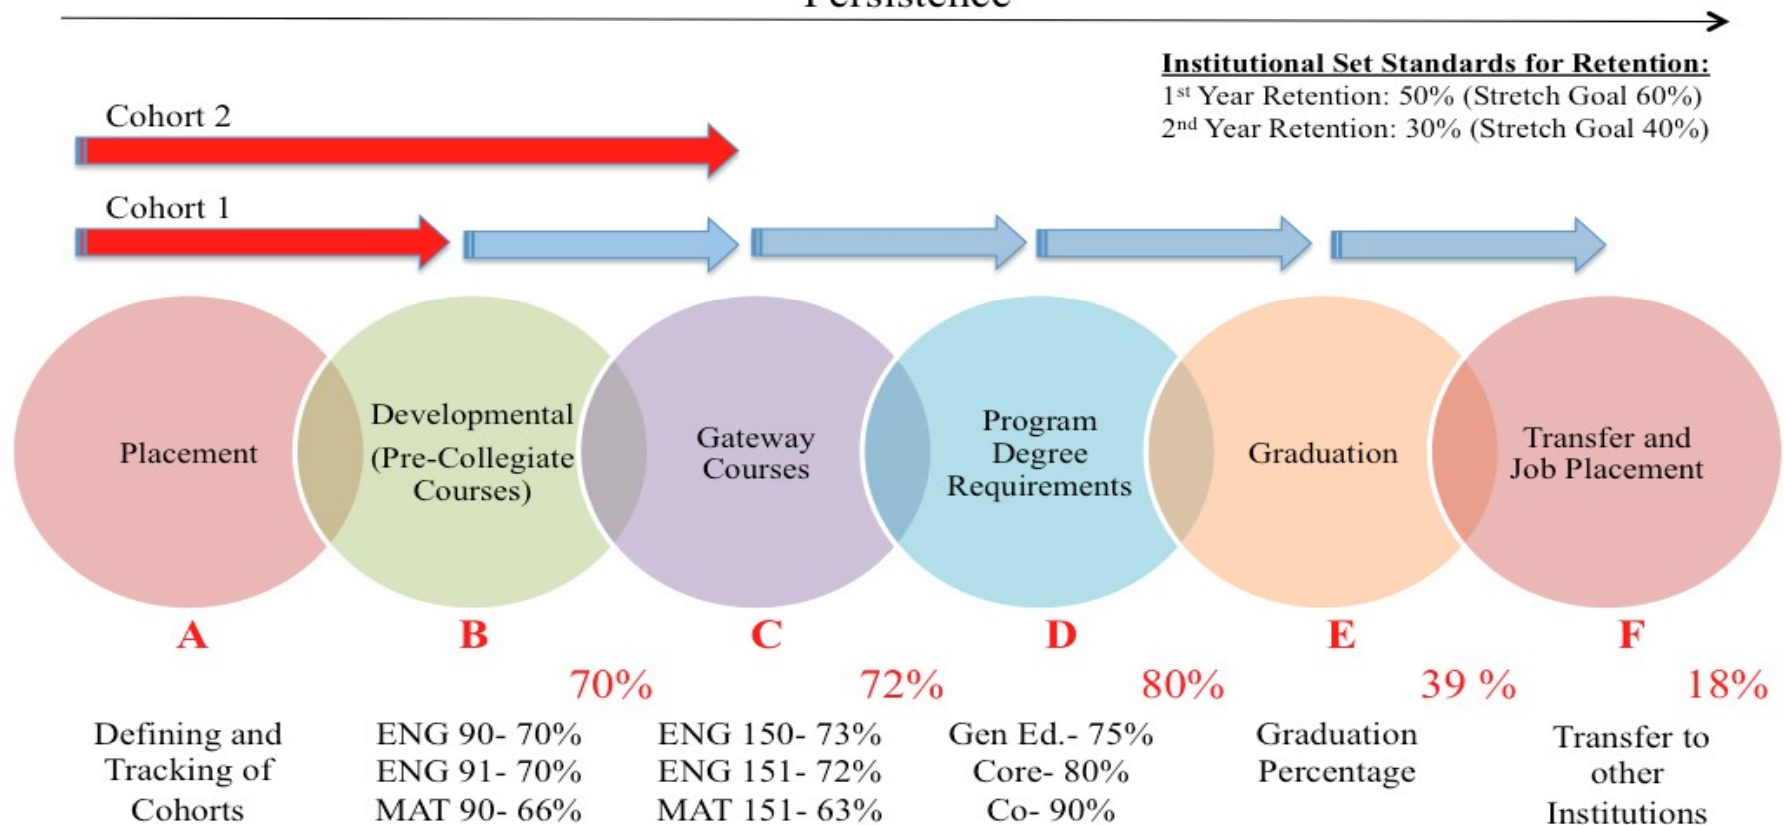 Persistence
Institutional Set Standards for Retention:
1st Year Retention: 50% (Stretch Goal 60%)
2nd Year Retention: 30% (Stretch Goal 40%)
Cohort 2
Cohort 1
Placement
Developmental
(Pre-Collegiate
Courses)
Gateway
Courses
Program
Degree
Requirements
Graduation
Transfer and
Job Placement
A
B
C
D
E
F
70%
72%
80%
39 %
18%
Defining and
Tracking of
Cohorts
ENG 90- 70%
ENG 91- 70%
MAT 90- 66%
ENG 150- 73%
ENG 151- 72%
MAT 151- 63%
Gen Ed.- 75%
Core- 80%
Co- 90%
Graduation
Percentage
Transfer to
other
Institutions